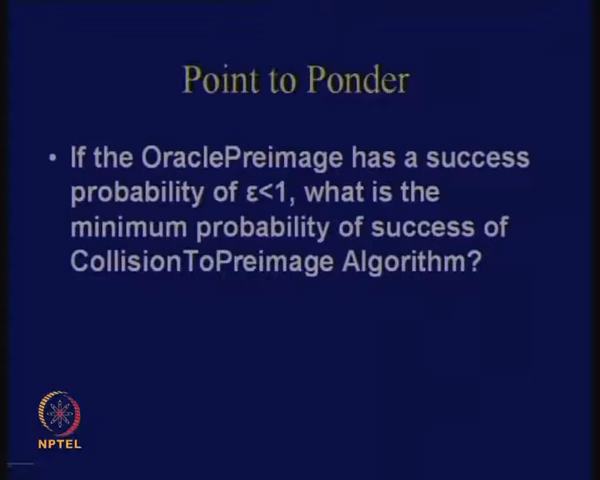 Point to Ponder
• If the OraclePreimage has a success
probability of ε<1, what is the
minimum probability of success of
CollisionToPreimage Algorithm?
NPTEL